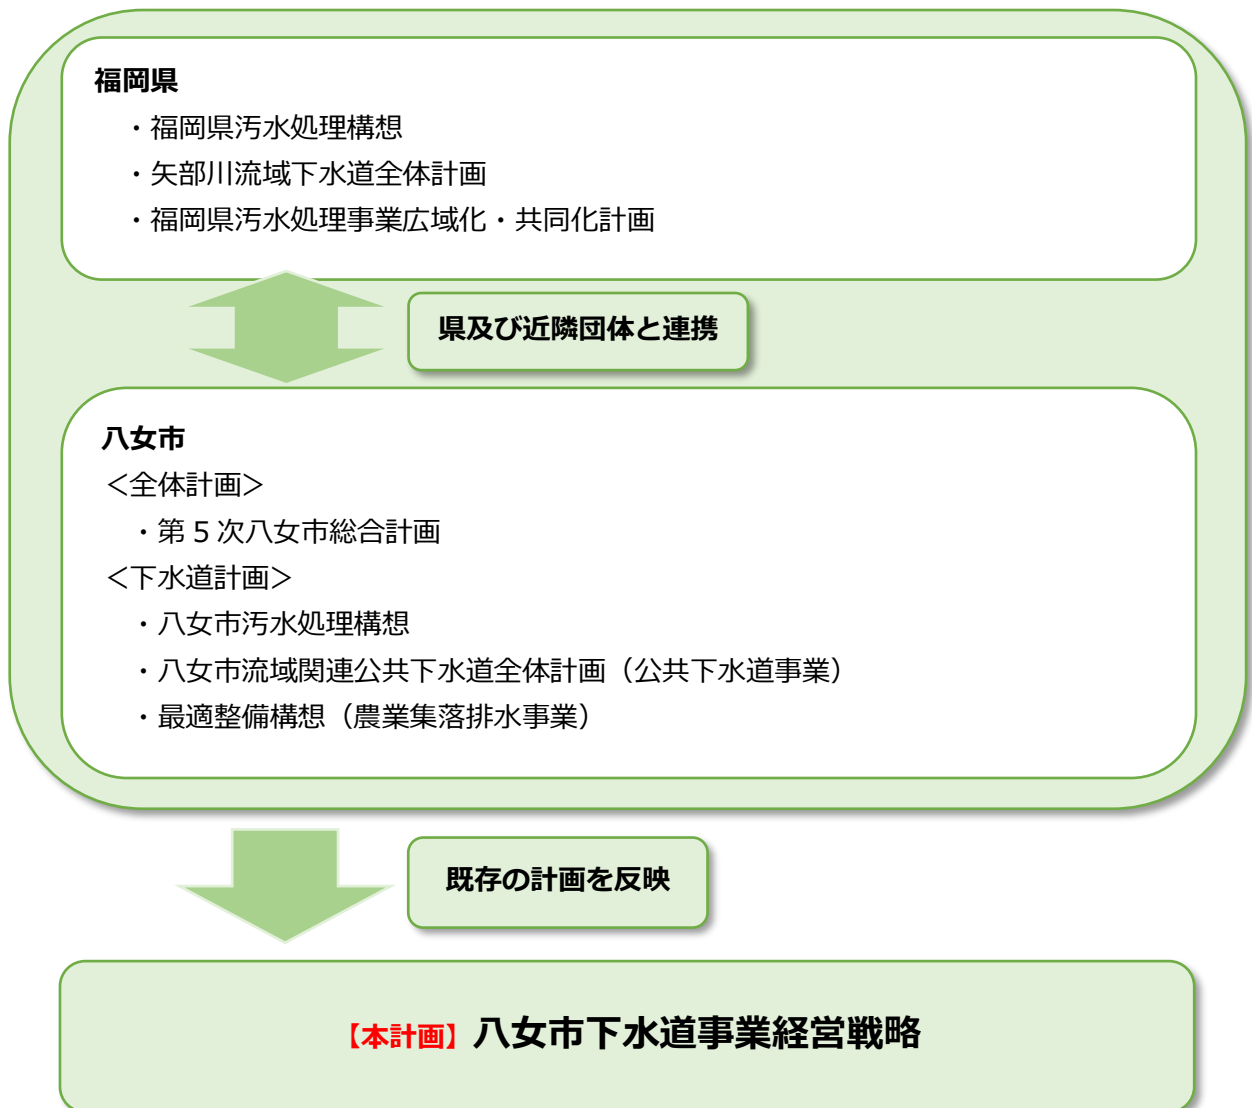 福岡県
・福岡県汚水処理構想
・矢部川流域下水道全体計画
・福岡県汚水処理事業広域化・共同化計画
県及び近隣団体と連携
八女市
＜全体計画＞
・第 5 次八女市総合計画
＜下水道計画＞
・八女市汚水処理構想
・八女市流域関連公共下水道全体計画（公共下水道事業）
・最適整備構想（農業集落排水事業）
既存の計画を反映
【本計画】八女市下水道事業経営戦略